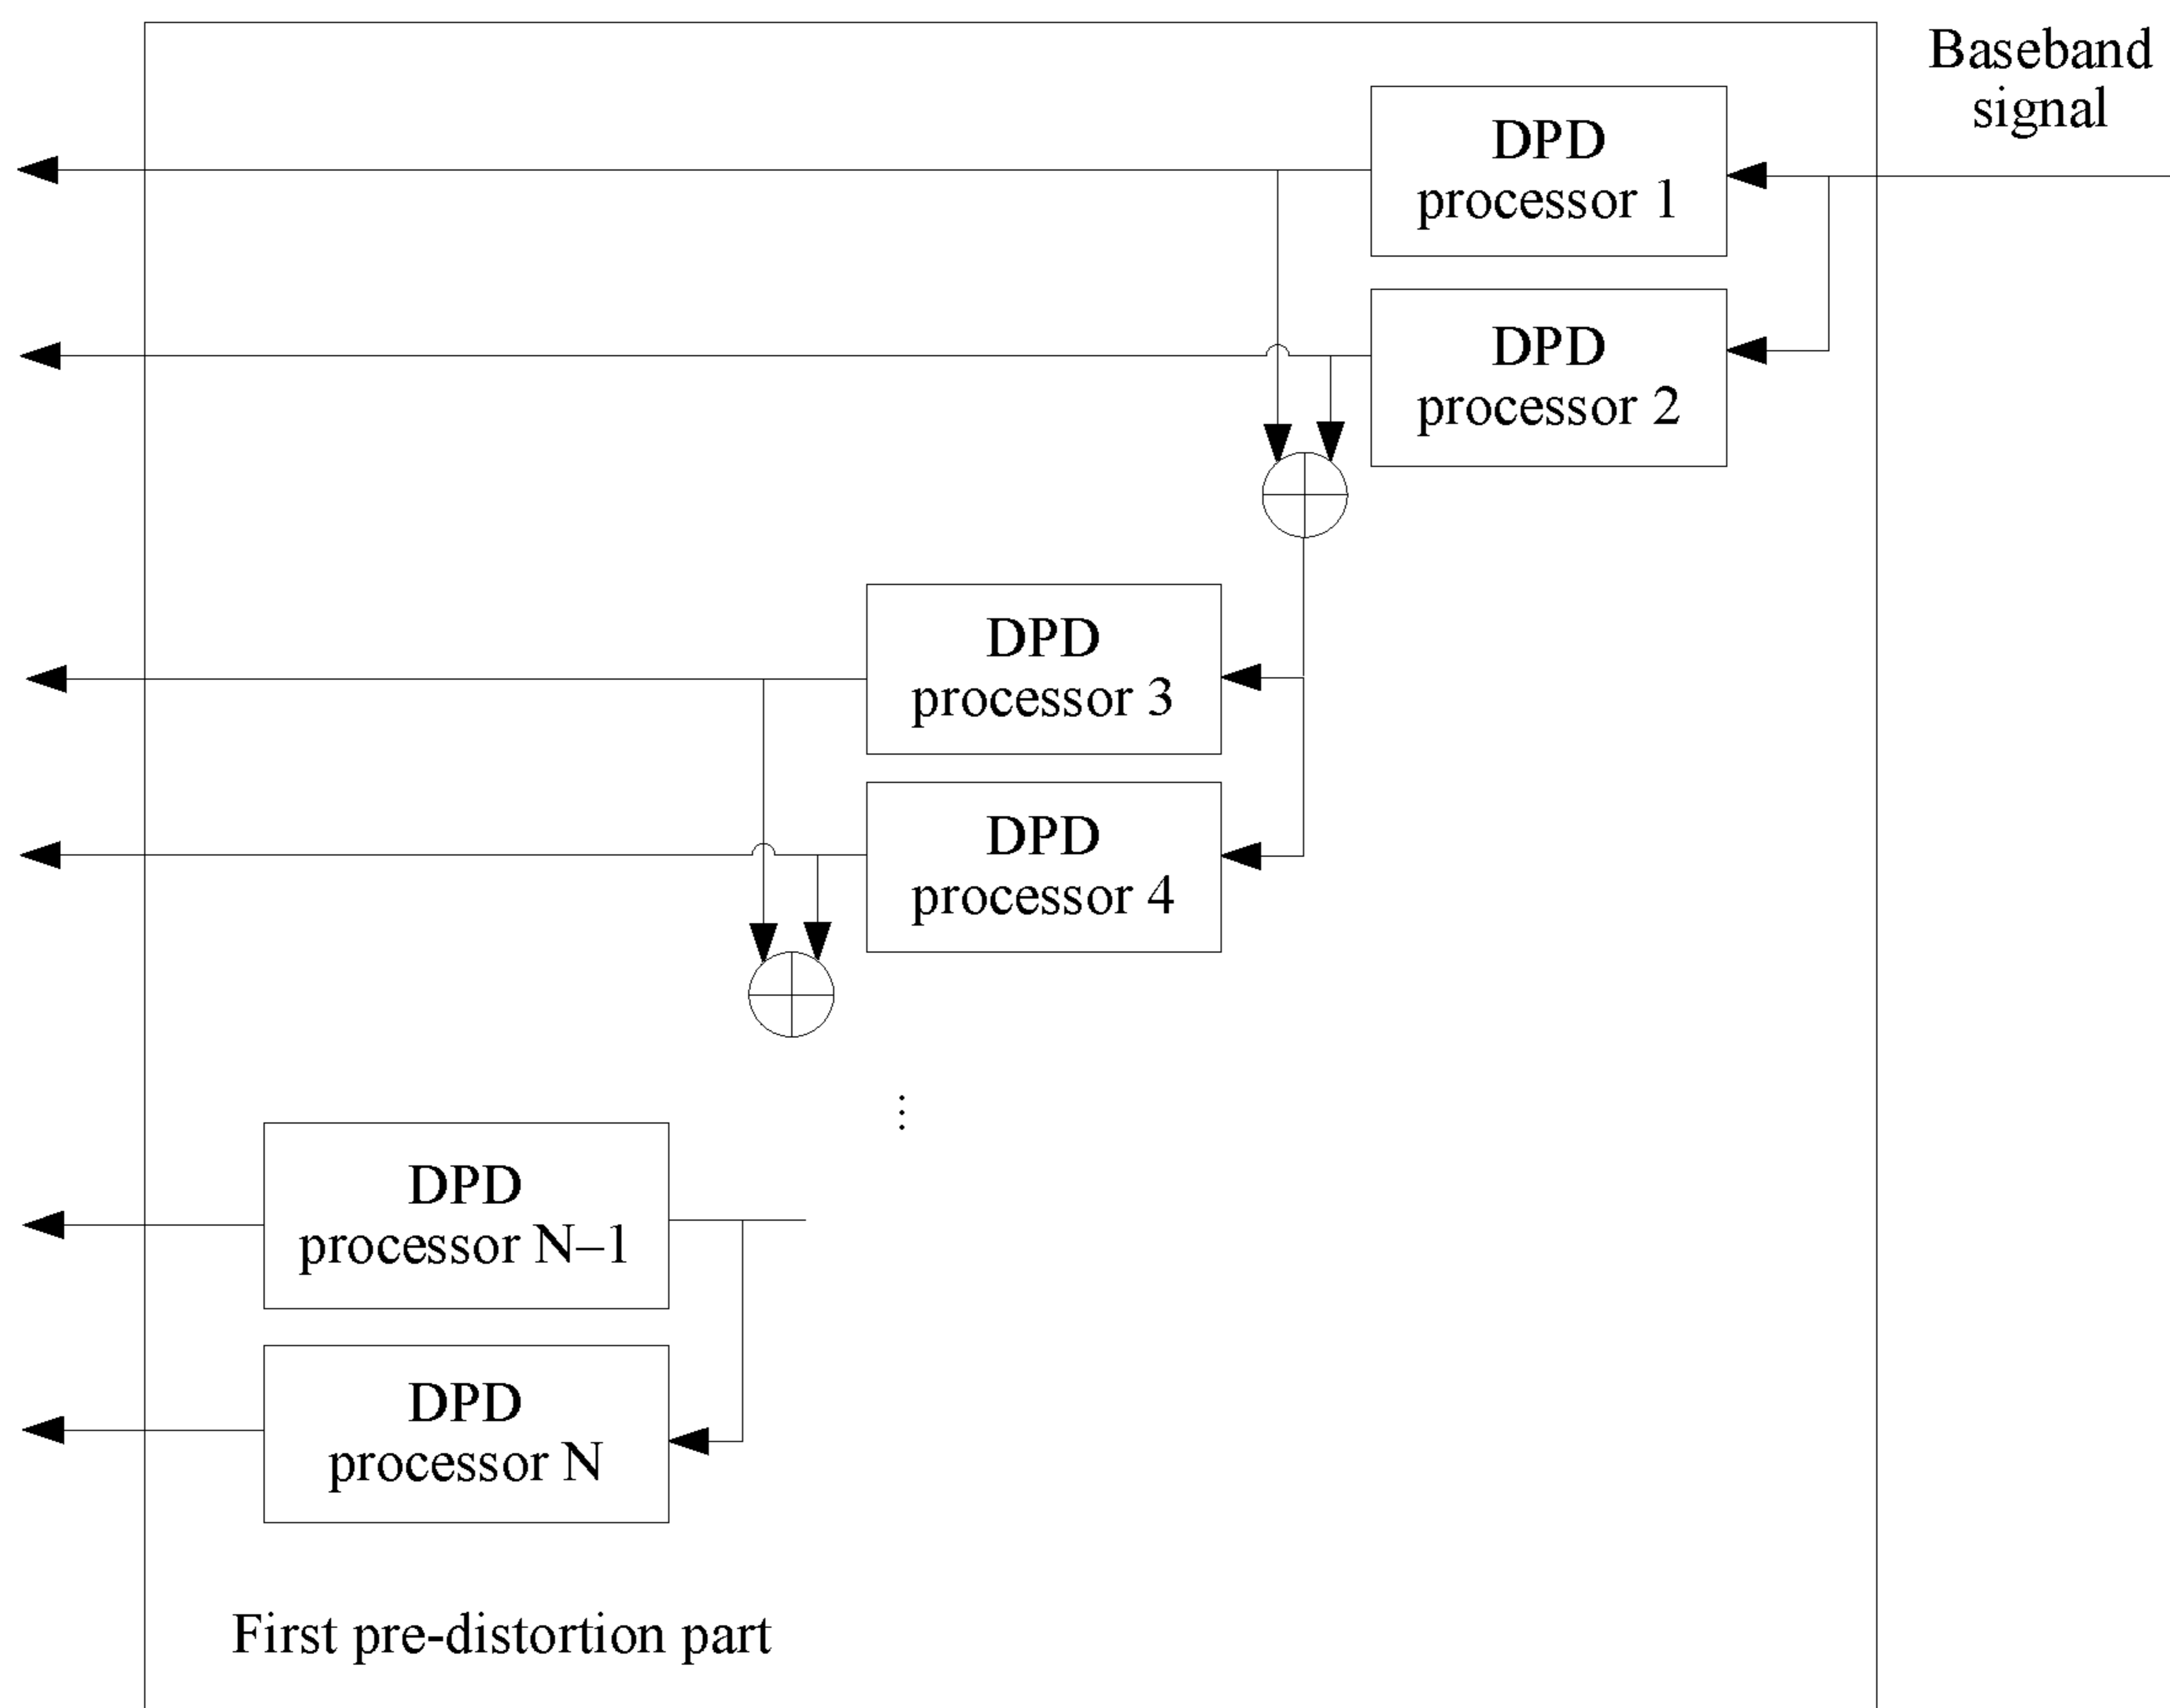 Baseband
signal
DPD
processor 1
DPD
processor 2
DPD
processor 3
DPD
processor 4
DPD
processor N–1
DPD
processor N
First pre-distortion part